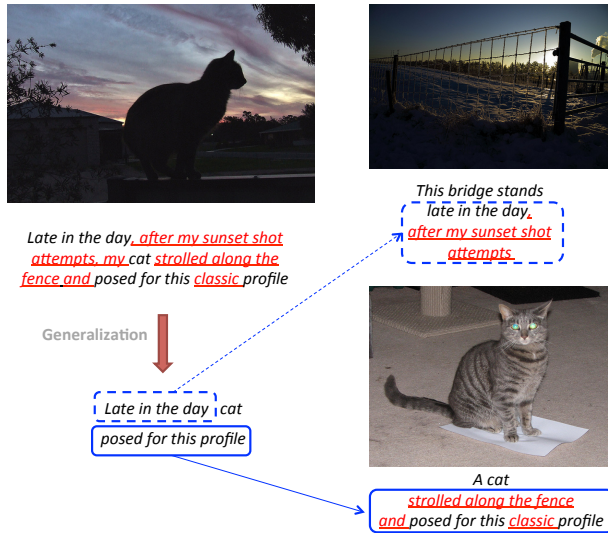 Late in the day, after my sunset shot
attempts, my cat strolled along the
fence and posed for this classic profile
Generalization
Late in the day cat
posed for this profile
This bridge stands
late in the day,
after my sunset shot
attempts
A cat
strolled along the fence
and posed for this classic profile